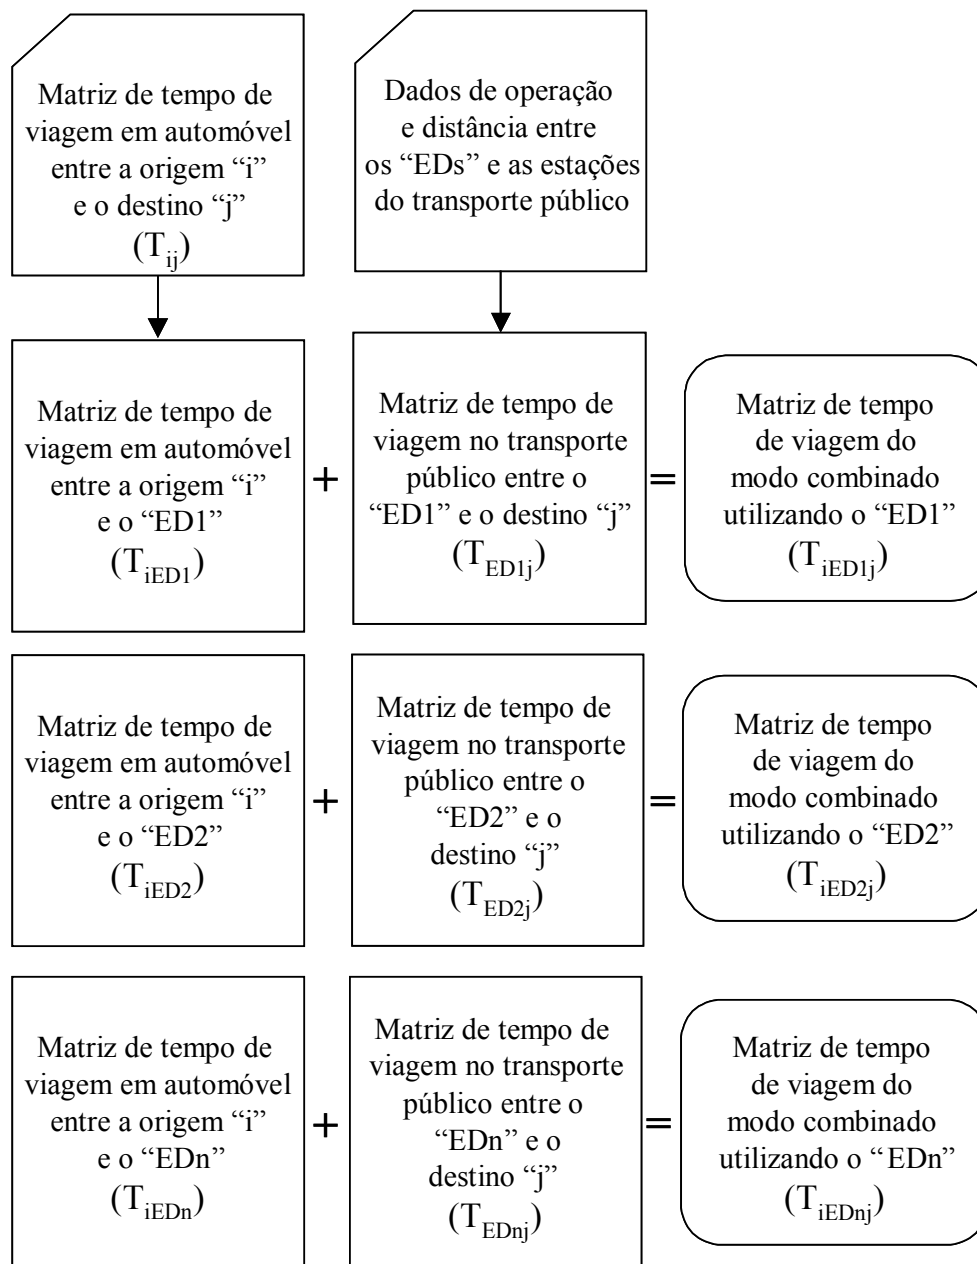 Matriz de tempo de
viagem em automóvel
entre a origem “i”
e o destino “j”
(Tij)
Dados de operação
e distância entre
os “EDs” e as estações
do transporte público
Matriz de tempo de
viagem em automóvel
entre a origem “i”
e o “ED1”
(TiED1)
+
Matriz de tempo de
viagem no transporte
público entre o
“ED1” e o destino “j”
(TED1j)
=
Matriz de tempo
de viagem do
modo combinado
utilizando o “ED1”
(TiED1j)
Matriz de tempo de
viagem em automóvel
entre a origem “i”
e o “ED2”
(TiED2)
+
Matriz de tempo de
viagem no transporte
público entre o
“ED2” e o
destino “j”
(TED2j)
=
Matriz de tempo
de viagem do
modo combinado
utilizando o “ED2”
(TiED2j)
Matriz de tempo de
viagem em automóvel
entre a origem “i”
e o “EDn”
(TiEDn)
+
Matriz de tempo de
viagem no transporte
público entre o
“EDn” e o
destino “j”
(TEDnj)
=
Matriz de tempo
de viagem do
modo combinado
utilizando o “EDn”
(TiEDnj)